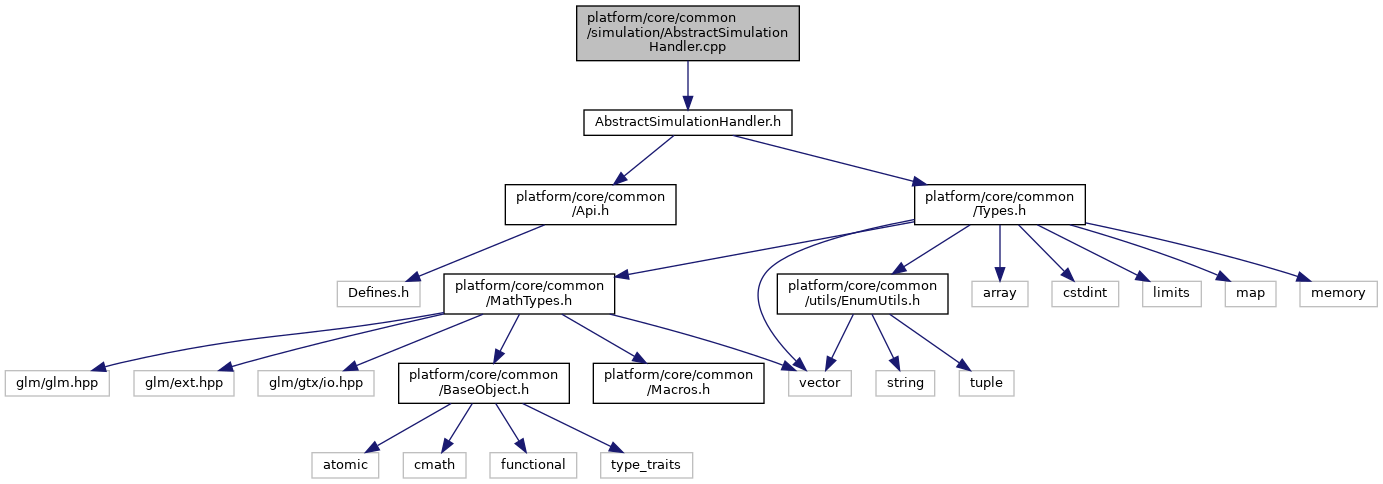 platform/core/common
/simulation/AbstractSimulation
Handler.cpp
AbstractSimulationHandler.h
platform/core/common
/Api.h
platform/core/common
/Types.h
Defines.h
platform/core/common
/MathTypes.h
platform/core/common
/utils/EnumUtils.h
array
cstdint
limits
map
memory
glm/glm.hpp
glm/ext.hpp
glm/gtx/io.hpp
platform/core/common
/BaseObject.h
platform/core/common
/Macros.h
vector
string
tuple
atomic
cmath
functional
type_traits